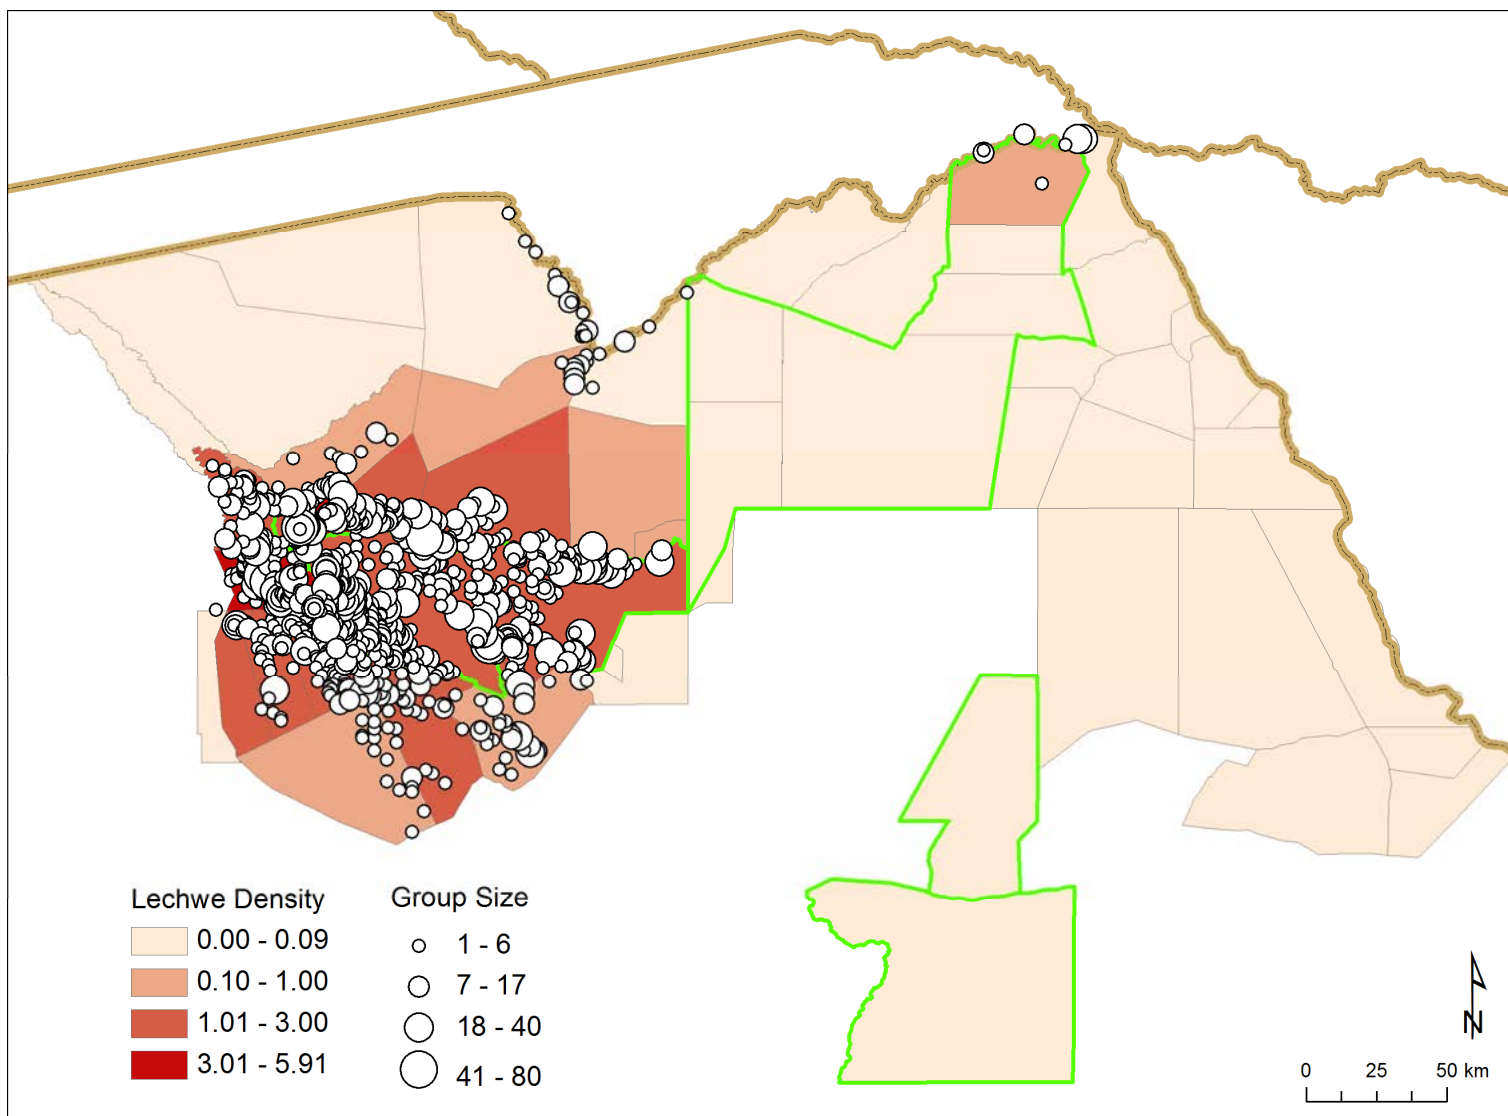 Lechwe Density
0.00 - 0.09
0.10 - 1.00
1.01 - 3.00
3.01 - 5.91
Group Size
1 - 6
7 - 17
18 - 40
41 - 80
N
0 25 50 km